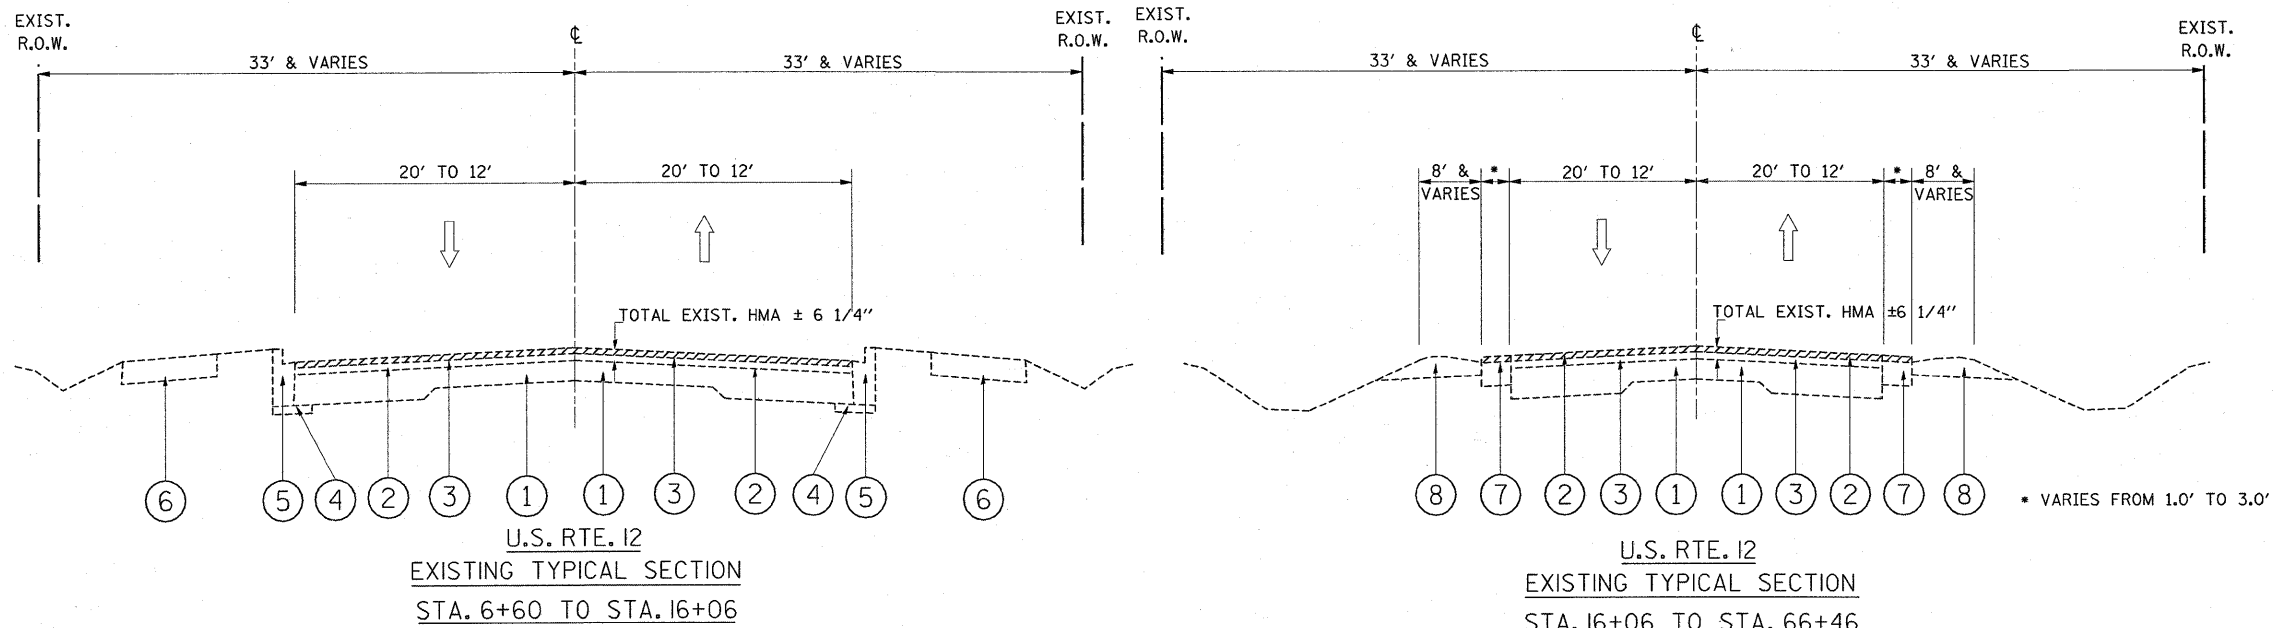 EXIST.
R.O.W.
℄
EXIST.
R.O.W.
33' & VARIES
33' & VARIES
20' TO 12'
20' TO 12'
TOTAL EXIST. HMA ± 6 1/4"
6
5
4
2
3
1
1
3
2
4
5
6
U.S. RTE. 12
EXISTING TYPICAL SECTION
STA. 6+60 TO STA. 16+06
EXIST.
R.O.W.
℄
EXIST.
R.O.W.
33' & VARIES
33' & VARIES
8' &
VARIES
*
20' TO 12'
20' TO 12'
*
8' &
VARIES
TOTAL EXIST. HMA ±6 1/4"
8
7
2
3
1
1
3
2
7
8
* VARIES FROM 1.0' TO 3.0'
U.S. RTE. 12
EXISTING TYPICAL SECTION
STA. 16+06 TO STA. 66+46